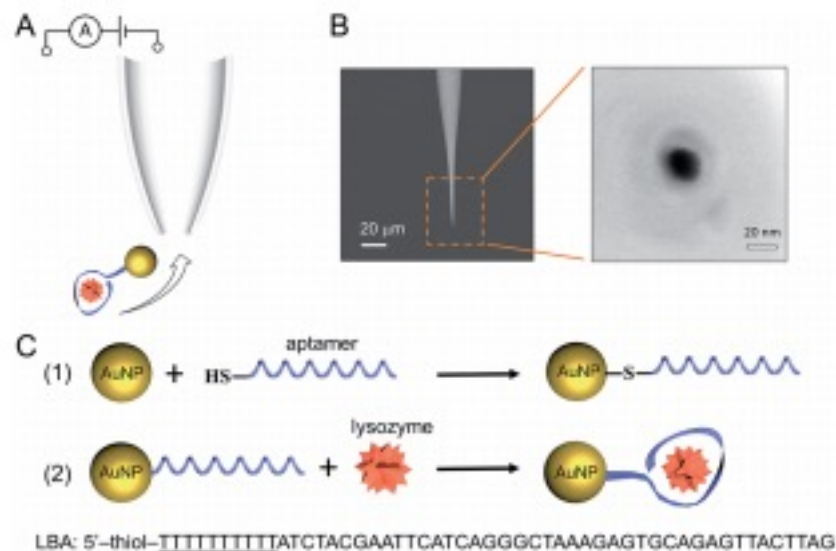 A
A
B
20 μm
20 nm
C
(1) AuNP + HS aptamer AuNP S
(2) AuNP + lysozyme AuNP
LBA: 5'–thiol–TTTTTTTTTTATCTACGAATTCATCAGGGCTAAAGAGTGCAGAGTTACTTAG